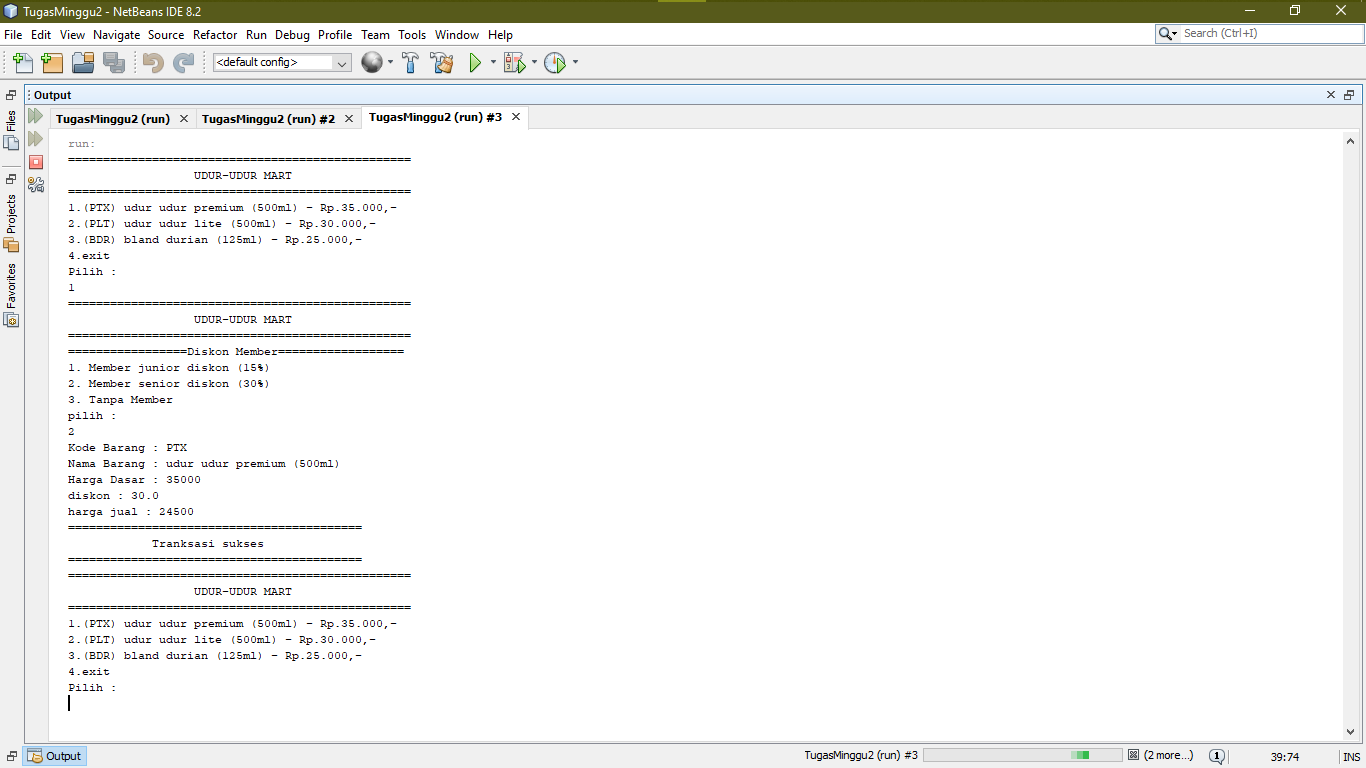 TugasMinggu2 - NetBeans IDE 8.2
File Edit View Navigate Source Refactor Run Debug Profile Team Tools Window Help
Search (Ctrl+I)
<default config>
Output
Files
Projects
Favorites
TugasMinggu2 (run) TugasMinggu2 (run) #2 TugasMinggu2 (run) #3
run:
=================================================
UDUR-UDUR MART
=================================================
1.(PTX) udur udur premium (500ml) - Rp.35.000,-
2.(PLT) udur udur lite (500ml) - Rp.30.000,-
3.(BDR) bland durian (125ml) - Rp.25.000,-
4.exit
Pilih :
1
=================================================
UDUR-UDUR MART
=================================================
=================Diskon Member==================
1. Member junior diskon (15%)
2. Member senior diskon (30%)
3. Tanpa Member
pilih :
2
Kode Barang : PTX
Nama Barang : udur udur premium (500ml)
Harga Dasar : 35000
diskon : 30.0
harga jual : 24500
==========================================
Tranksasi sukses
==========================================
=================================================
UDUR-UDUR MART
=================================================
1.(PTX) udur udur premium (500ml) - Rp.35.000,-
2.(PLT) udur udur lite (500ml) - Rp.30.000,-
3.(BDR) bland durian (125ml) - Rp.25.000,-
4.exit
Pilih :
Output
TugasMinggu2 (run) #3
(2 more...)
1
39:74
INS